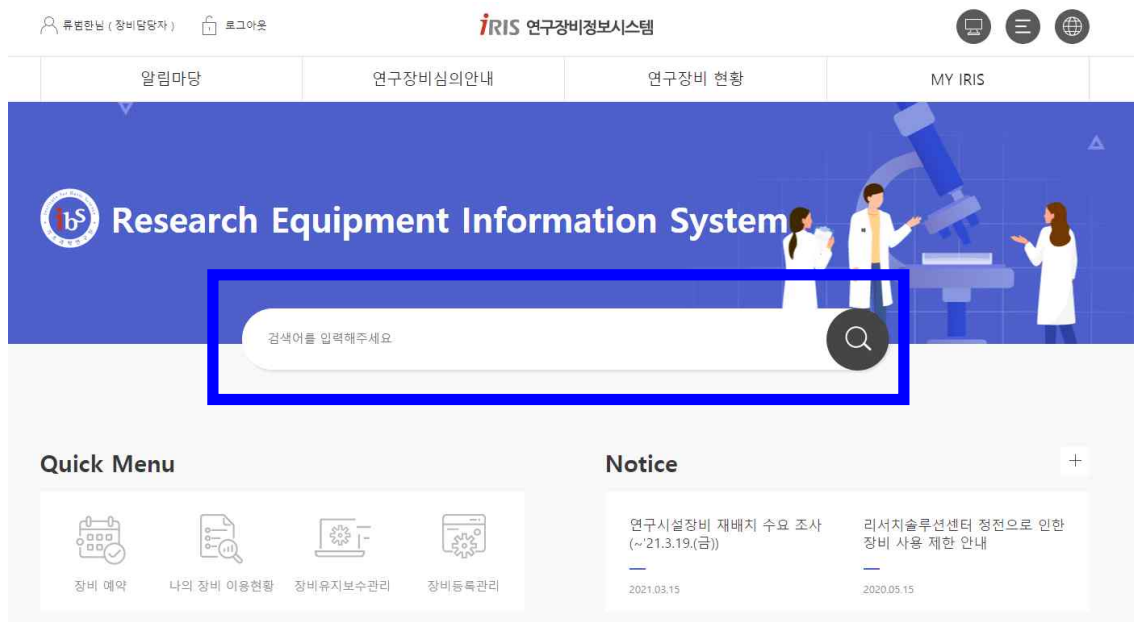 류범한님 ( 장비담당자 )
로그아웃
iRIS 연구장비정보시스템
알림마당
연구장비심의안내
연구장비 현황
MY IRIS
ibS
Research Equipment Information System
검색어를 입력해주세요
Quick Menu
장비 예약
나의 장비 이용현황
장비유지보수관리
장비등록관리
Notice
연구시설장비 재배치 수요 조사
(~'21.3.19.(금))
2021.03.15
리서치솔루션센터 정전으로 인한
장비 사용 제한 안내
2020.05.15